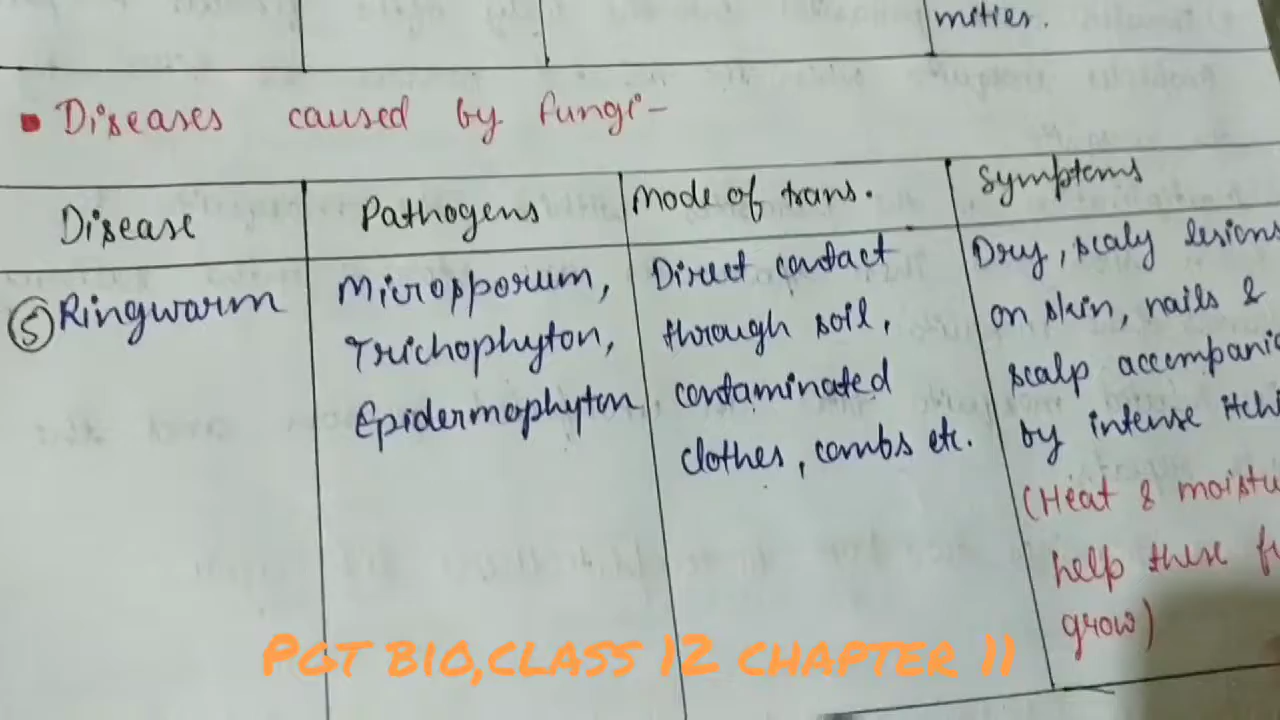 mities.
▪ Diseases caused by fungi-
Disease
Pathogens
Mode of trans.
Symptoms
⑤ Ringwarm
Microsporum,
Trichophyton,
Epidermophyton
Direct contact
through soil,
contaminated
clothes, combs etc.
Dry, scaly lesions
on skin, nails &
scalp accompani
by intense itchi
(Heat & moistu
help these f
grow)
PGT BIO,CLASS 12 CHAPTER 11